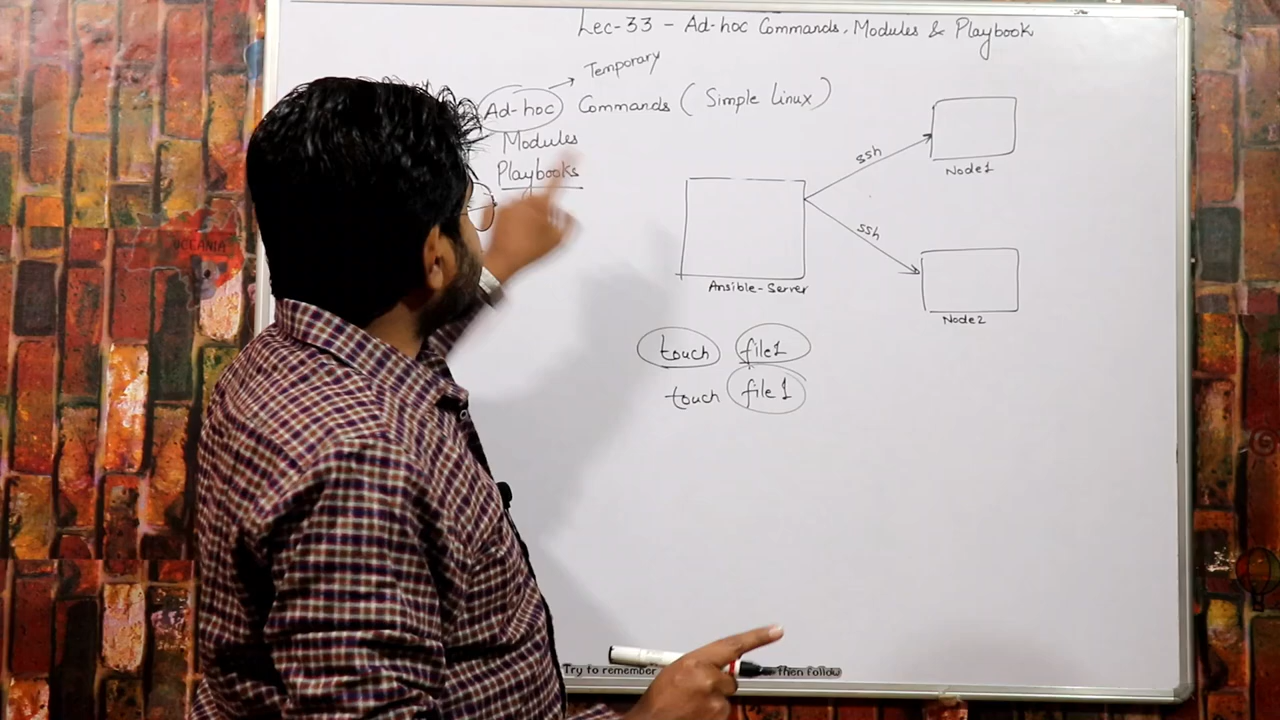 Lec-33 - Ad-hoc Commands, Modules & Playbook
Temporary
Ad-hoc Commands (Simple Linux)
Modules
Playbooks
ssh
Node1
ssh
Ansible-Server
Node2
touch file1
touch file1
OCEANIA
Try to remember
then follow